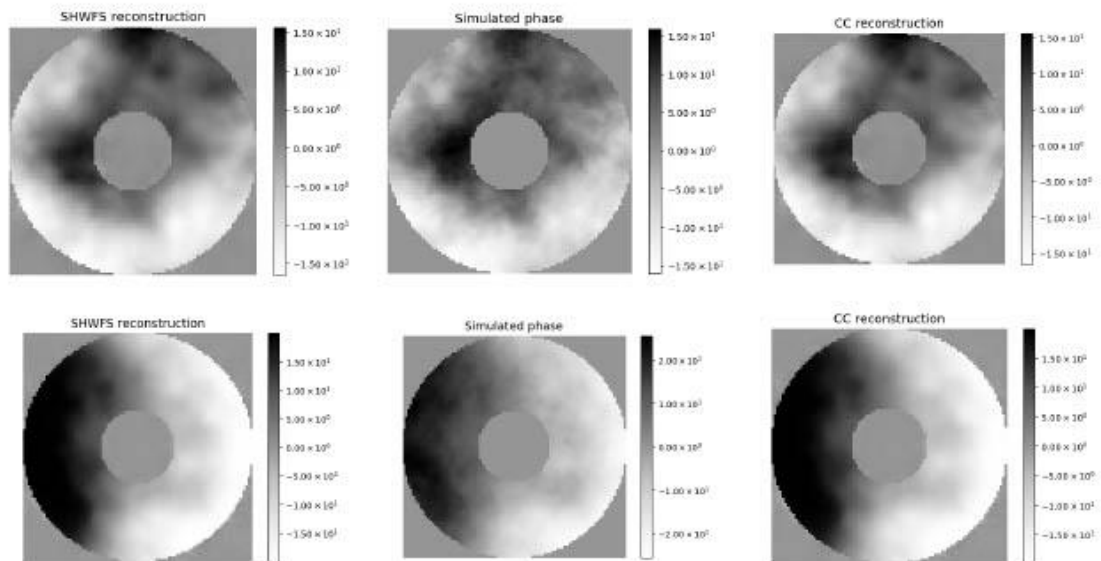 SHWFS reconstruction
Simulated phase
CC reconstruction
1.50 × 10¹
1.00 × 10¹
5.00 × 10⁰
0.00 × 10⁰
−5.00 × 10⁰
−1.00 × 10¹
−1.50 × 10¹
1.50 × 10¹
1.00 × 10¹
5.00 × 10⁰
0.00 × 10⁰
−5.00 × 10⁰
−1.00 × 10¹
−1.50 × 10¹
1.50 × 10¹
1.00 × 10¹
5.00 × 10⁰
0.00 × 10⁰
−5.00 × 10⁰
−1.00 × 10¹
−1.50 × 10¹
SHWFS reconstruction
Simulated phase
CC reconstruction
1.50 × 10¹
1.00 × 10¹
5.00 × 10⁰
0.00 × 10⁰
−5.00 × 10⁰
−1.00 × 10¹
−1.50 × 10¹
2.00 × 10¹
1.00 × 10¹
0.00 × 10⁰
−1.00 × 10¹
−2.00 × 10¹
1.50 × 10¹
1.00 × 10¹
5.00 × 10⁰
0.00 × 10⁰
−5.00 × 10⁰
−1.00 × 10¹
−1.50 × 10¹